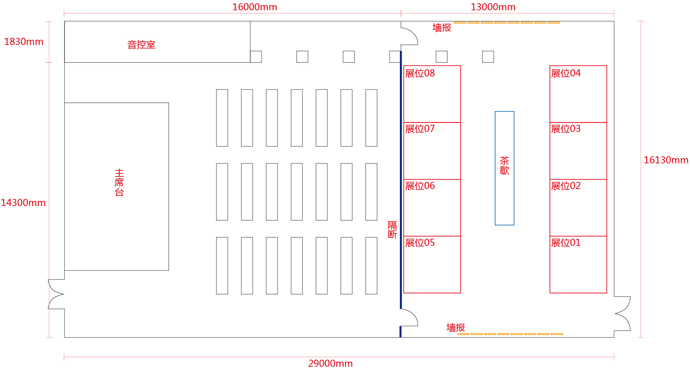 16000mm
13000mm
墙报
1830mm
音控室
展位08
展位04
展位07
展位03
茶歇
16130mm
主席台
展位06
展位02
14300mm
隔断
展位05
展位01
墙报
29000mm